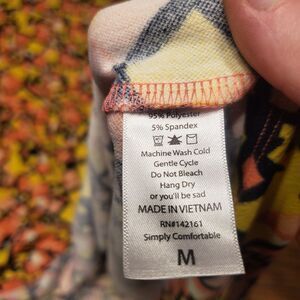 95% Polyester
5% Spandex
Machine Wash Cold
Gentle Cycle
Do Not Bleach
Hang Dry
or you'll be sad
MADE IN VIETNAM
RN#142161
Simply Comfortable
M